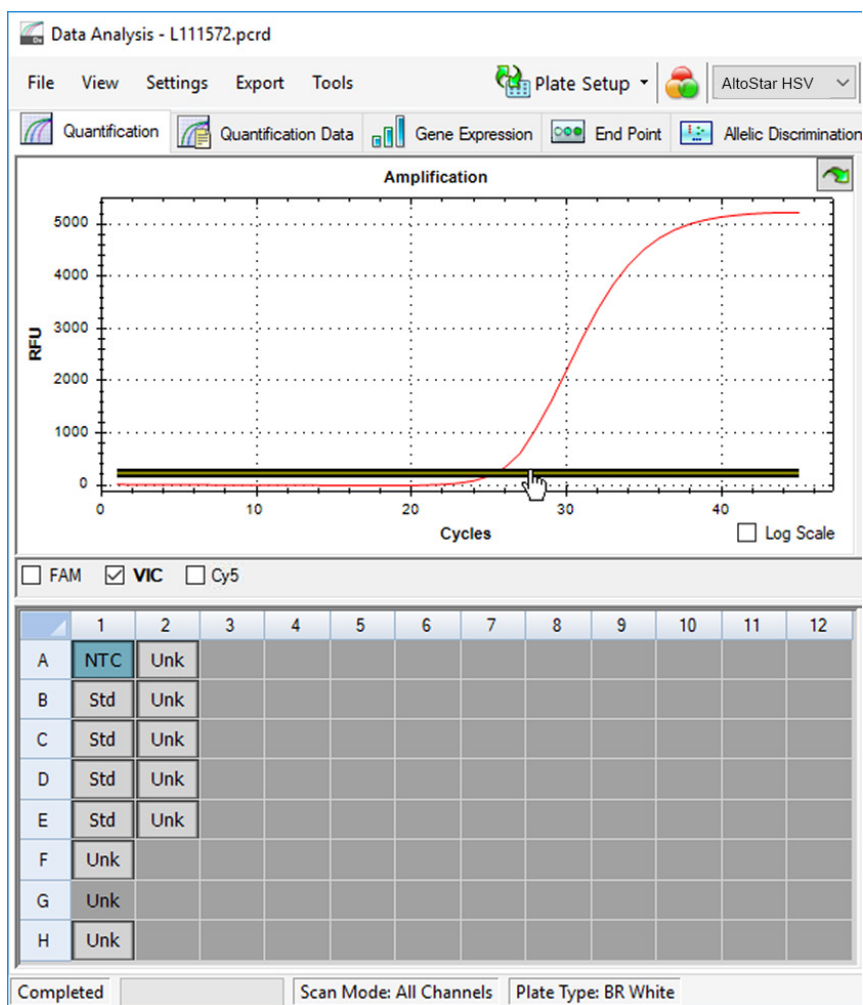 Data Analysis - L111572.pcrd
File View Settings Export Tools Plate Setup AltoStar HSV
Quantification Quantification Data Gene Expression End Point Allelic Discrimination
Amplification
5000
4000
3000
2000
1000
0
RFU
0 10 20 30 40
Cycles
Log Scale
FAM VIC Cy5
1 2 3 4 5 6 7 8 9 10 11 12
A NTC Unk
B Std Unk
C Std Unk
D Std Unk
E Std Unk
F Unk
G Unk
H Unk
Completed Scan Mode: All Channels Plate Type: BR White